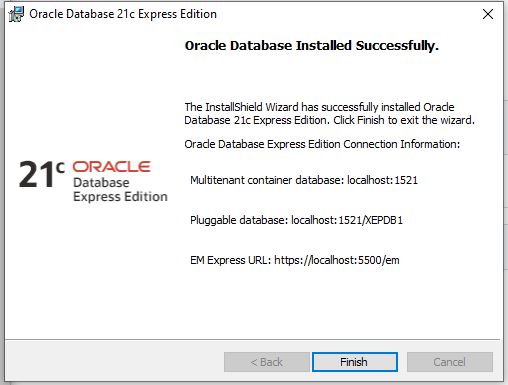 Oracle Database 21c Express Edition
Oracle Database Installed Successfully.
The InstallShield Wizard has successfully installed Oracle
Database 21c Express Edition. Click Finish to exit the wizard.
Oracle Database Express Edition Connection Information:
Multitenant container database: localhost:1521
Pluggable database: localhost:1521/XEPDB1
EM Express URL: https://localhost:5500/em
21c ORACLE
Database
Express Edition
< Back
Finish
Cancel